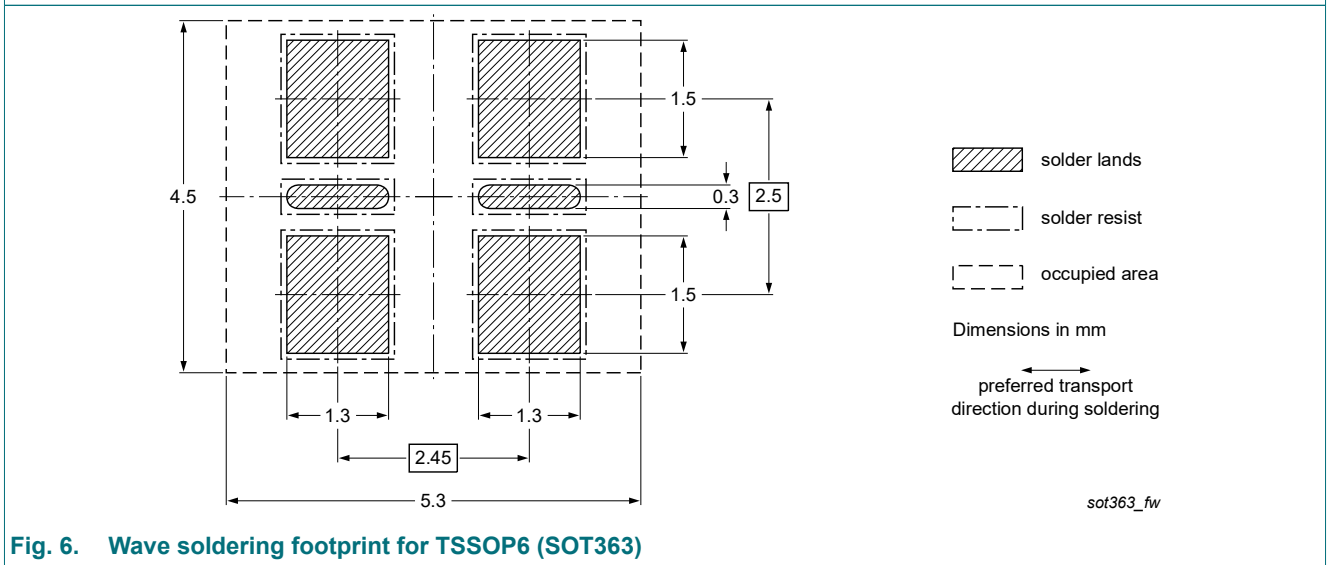 1.5
4.5
0.3 2.5
1.5
1.3 1.3
2.45
5.3
solder lands
solder resist
occupied area
Dimensions in mm
preferred transport
direction during soldering
sot363_fw
Fig. 6. Wave soldering footprint for TSSOP6 (SOT363)